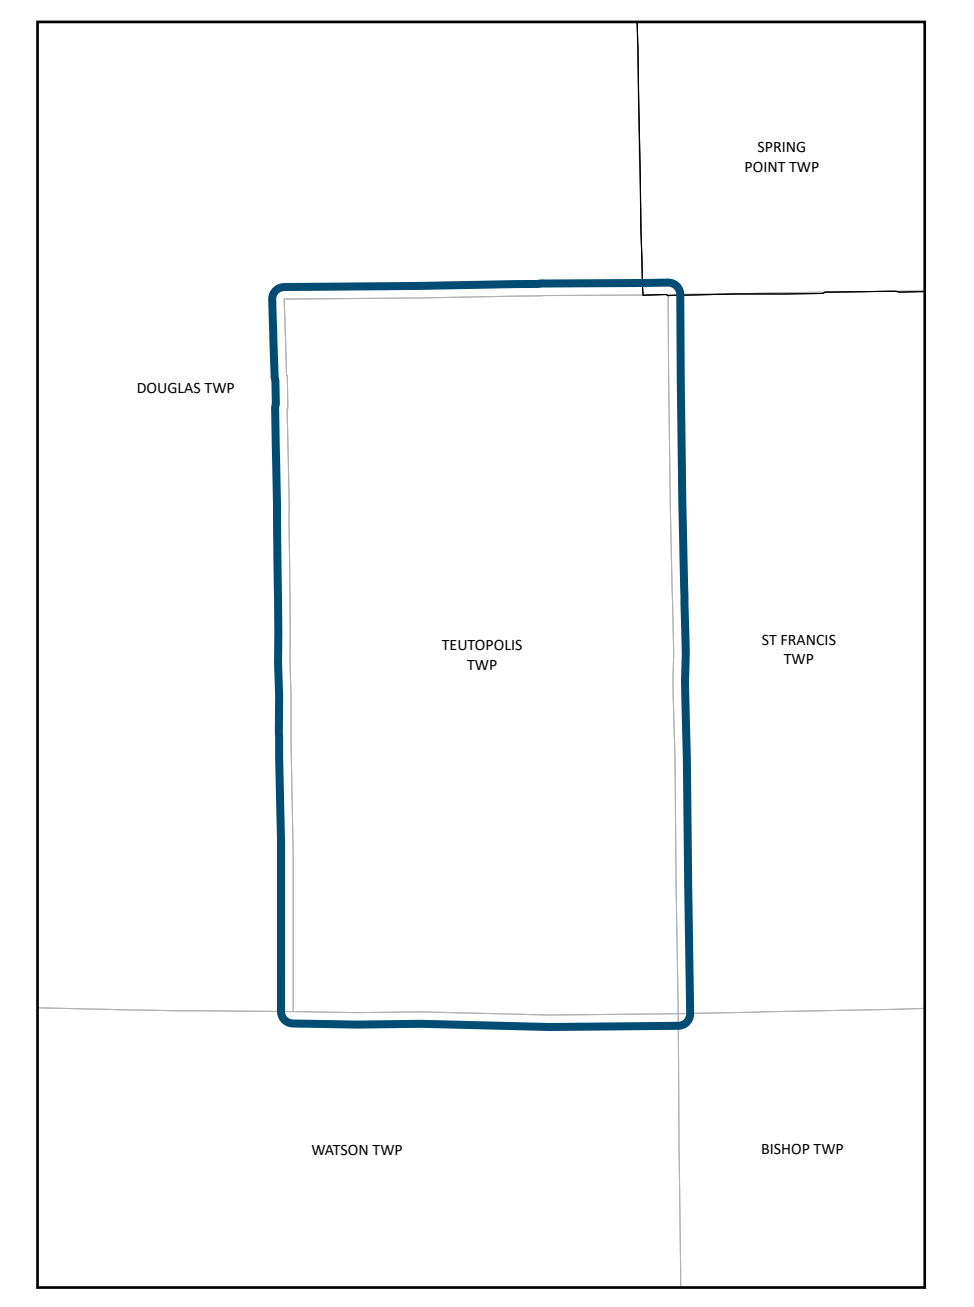 SPRING
POINT TWP
DOUGLAS TWP
TEUTOPOLIS
TWP
ST FRANCIS
TWP
WATSON TWP
BISHOP TWP